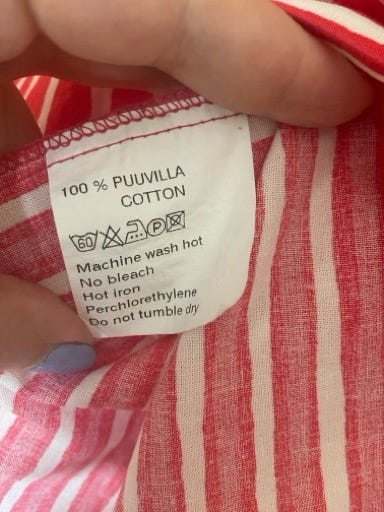 100 % PUUVILLA
COTTON
60 P
Machine wash hot
No bleach
Hot iron
Perchlorethylene
Do not tumble dry